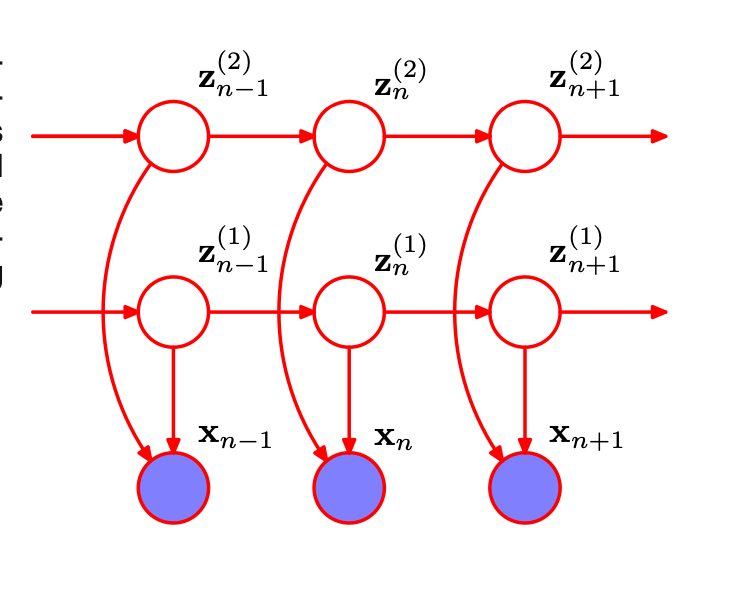 z_{n-1}^{(2)} z_n^{(2)} z_{n+1}^{(2)}
z_{n-1}^{(1)} z_n^{(1)} z_{n+1}^{(1)}
x_{n-1} x_n x_{n+1}